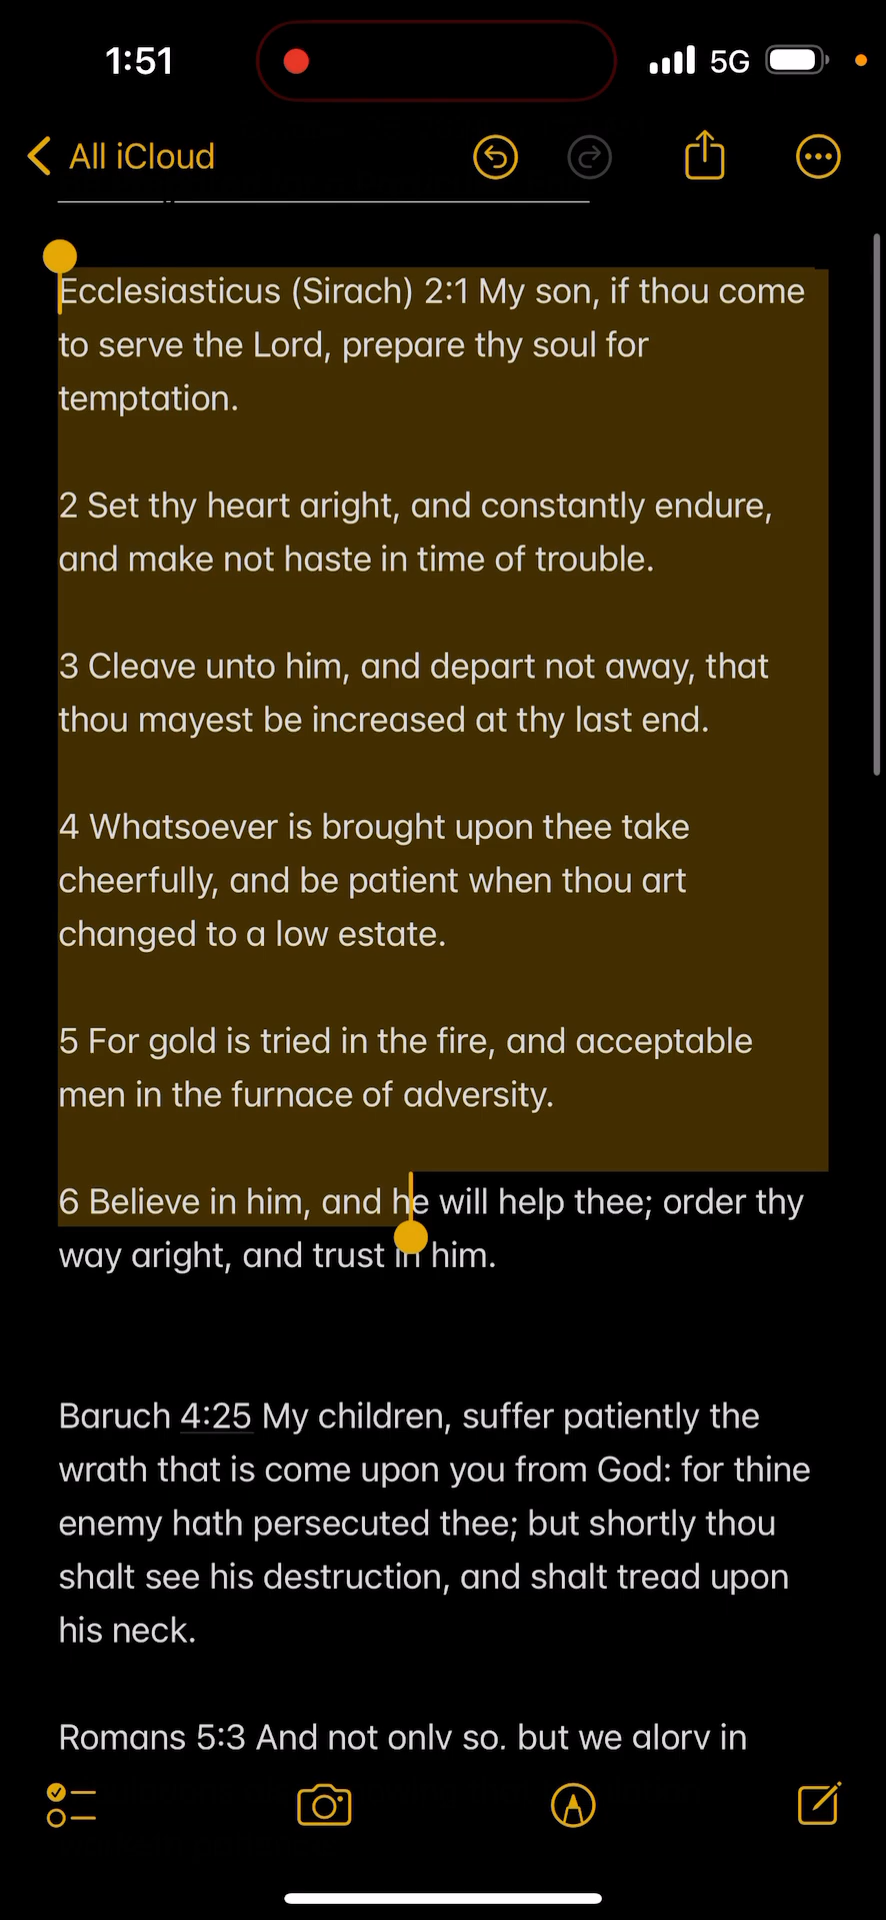 1:51
5G
All iCloud
Ecclesiasticus (Sirach) 2:1 My son, if thou come
to serve the Lord, prepare thy soul for
temptation.
2 Set thy heart aright, and constantly endure,
and make not haste in time of trouble.
3 Cleave unto him, and depart not away, that
thou mayest be increased at thy last end.
4 Whatsoever is brought upon thee take
cheerfully, and be patient when thou art
changed to a low estate.
5 For gold is tried in the fire, and acceptable
men in the furnace of adversity.
6 Believe in him, and he will help thee; order thy
way aright, and trust in him.
Baruch 4:25 My children, suffer patiently the
wrath that is come upon you from God: for thine
enemy hath persecuted thee; but shortly thou
shalt see his destruction, and shalt tread upon
his neck.
Romans 5:3 And not only so, but we glory in